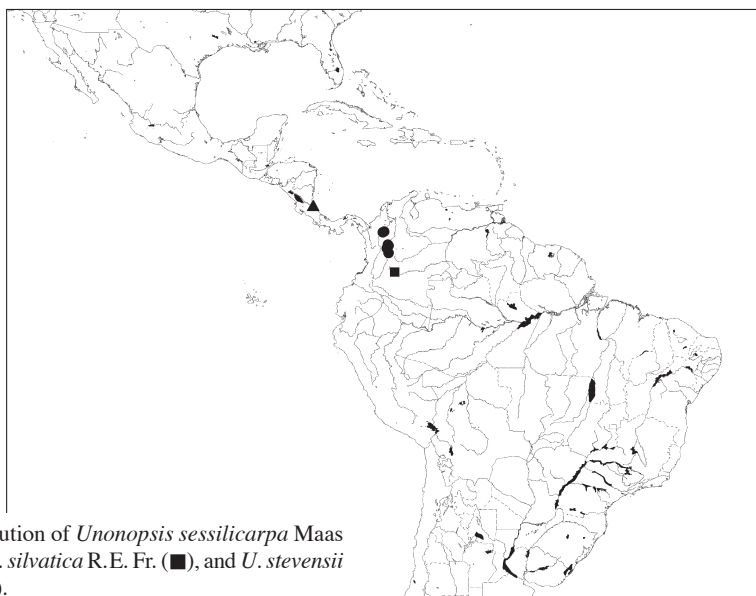 ution of Unonopsis sessilicarpa Maas
. silvatica R.E. Fr. (■), and U. stevensii
).